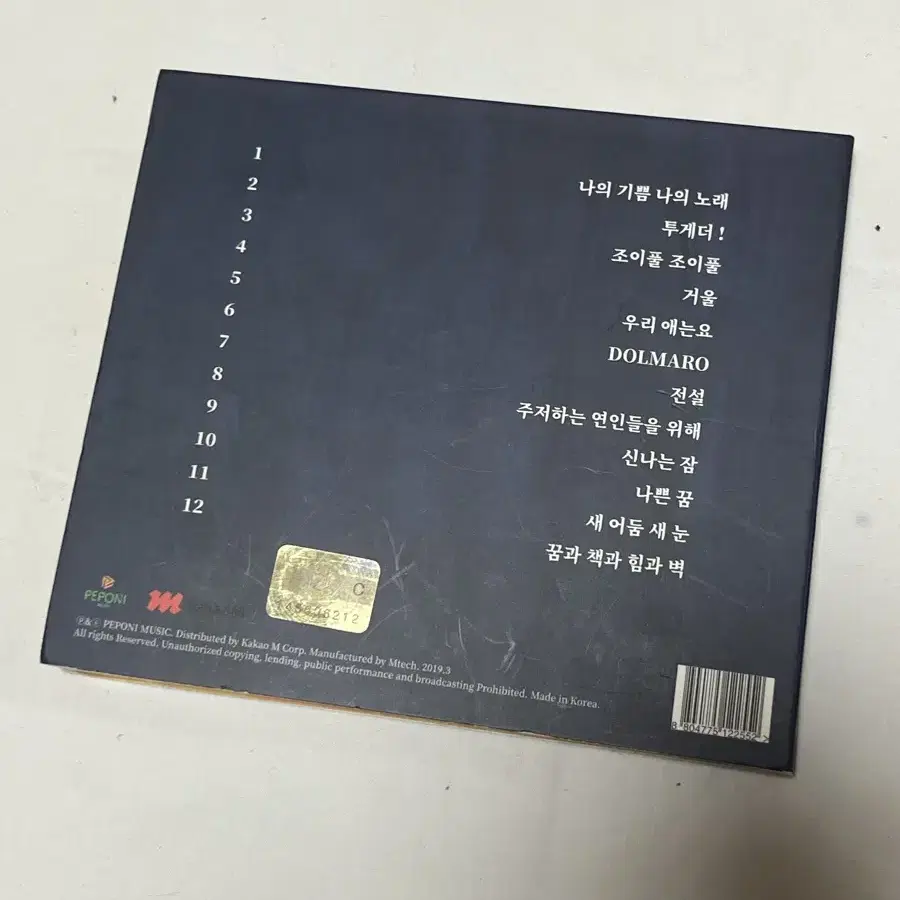 1 나의 기쁨 나의 노래
2 투게더 !
3 조이풀 조이풀
4 거울
5 우리 애는요
6 DOLMARO
7 전설
8 주저하는 연인들을 위해
9 신나는 잠
10 나쁜 꿈
11 새 어둠 새 눈
12 꿈과 책과 힘과 벽
PEPONI
m
C
℗&© PEPONI MUSIC. Distributed by Kakao M Corp. Manufactured by Mtech. 2019.3
All rights Reserved. Unauthorized copying, lending, public performance and broadcasting Prohibited. Made in Korea.
8 804775 122552 >